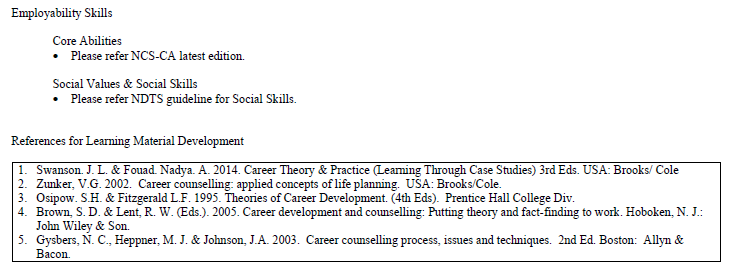 Employability Skills
Core Abilities
• Please refer NCS-CA latest edition.
Social Values & Social Skills
• Please refer NDTS guideline for Social Skills.
References for Learning Material Development
1. Swanson. J. L. & Fouad. Nadya. A. 2014. Career Theory & Practice (Learning Through Case Studies) 3rd Eds. USA: Brooks/ Cole
2. Zunker, V.G. 2002. Career counselling: applied concepts of life planning. USA: Brooks/Cole.
3. Osipow. S.H. & Fitzgerald L.F. 1995. Theories of Career Development. (4th Eds). Prentice Hall College Div.
4. Brown, S. D. & Lent, R. W. (Eds.). 2005. Career development and counselling: Putting theory and fact-finding to work. Hoboken, N. J.:
John Wiley & Son.
5. Gysbers, N. C., Heppner, M. J. & Johnson, J.A. 2003. Career counselling process, issues and techniques. 2nd Ed. Boston: Allyn &
Bacon.